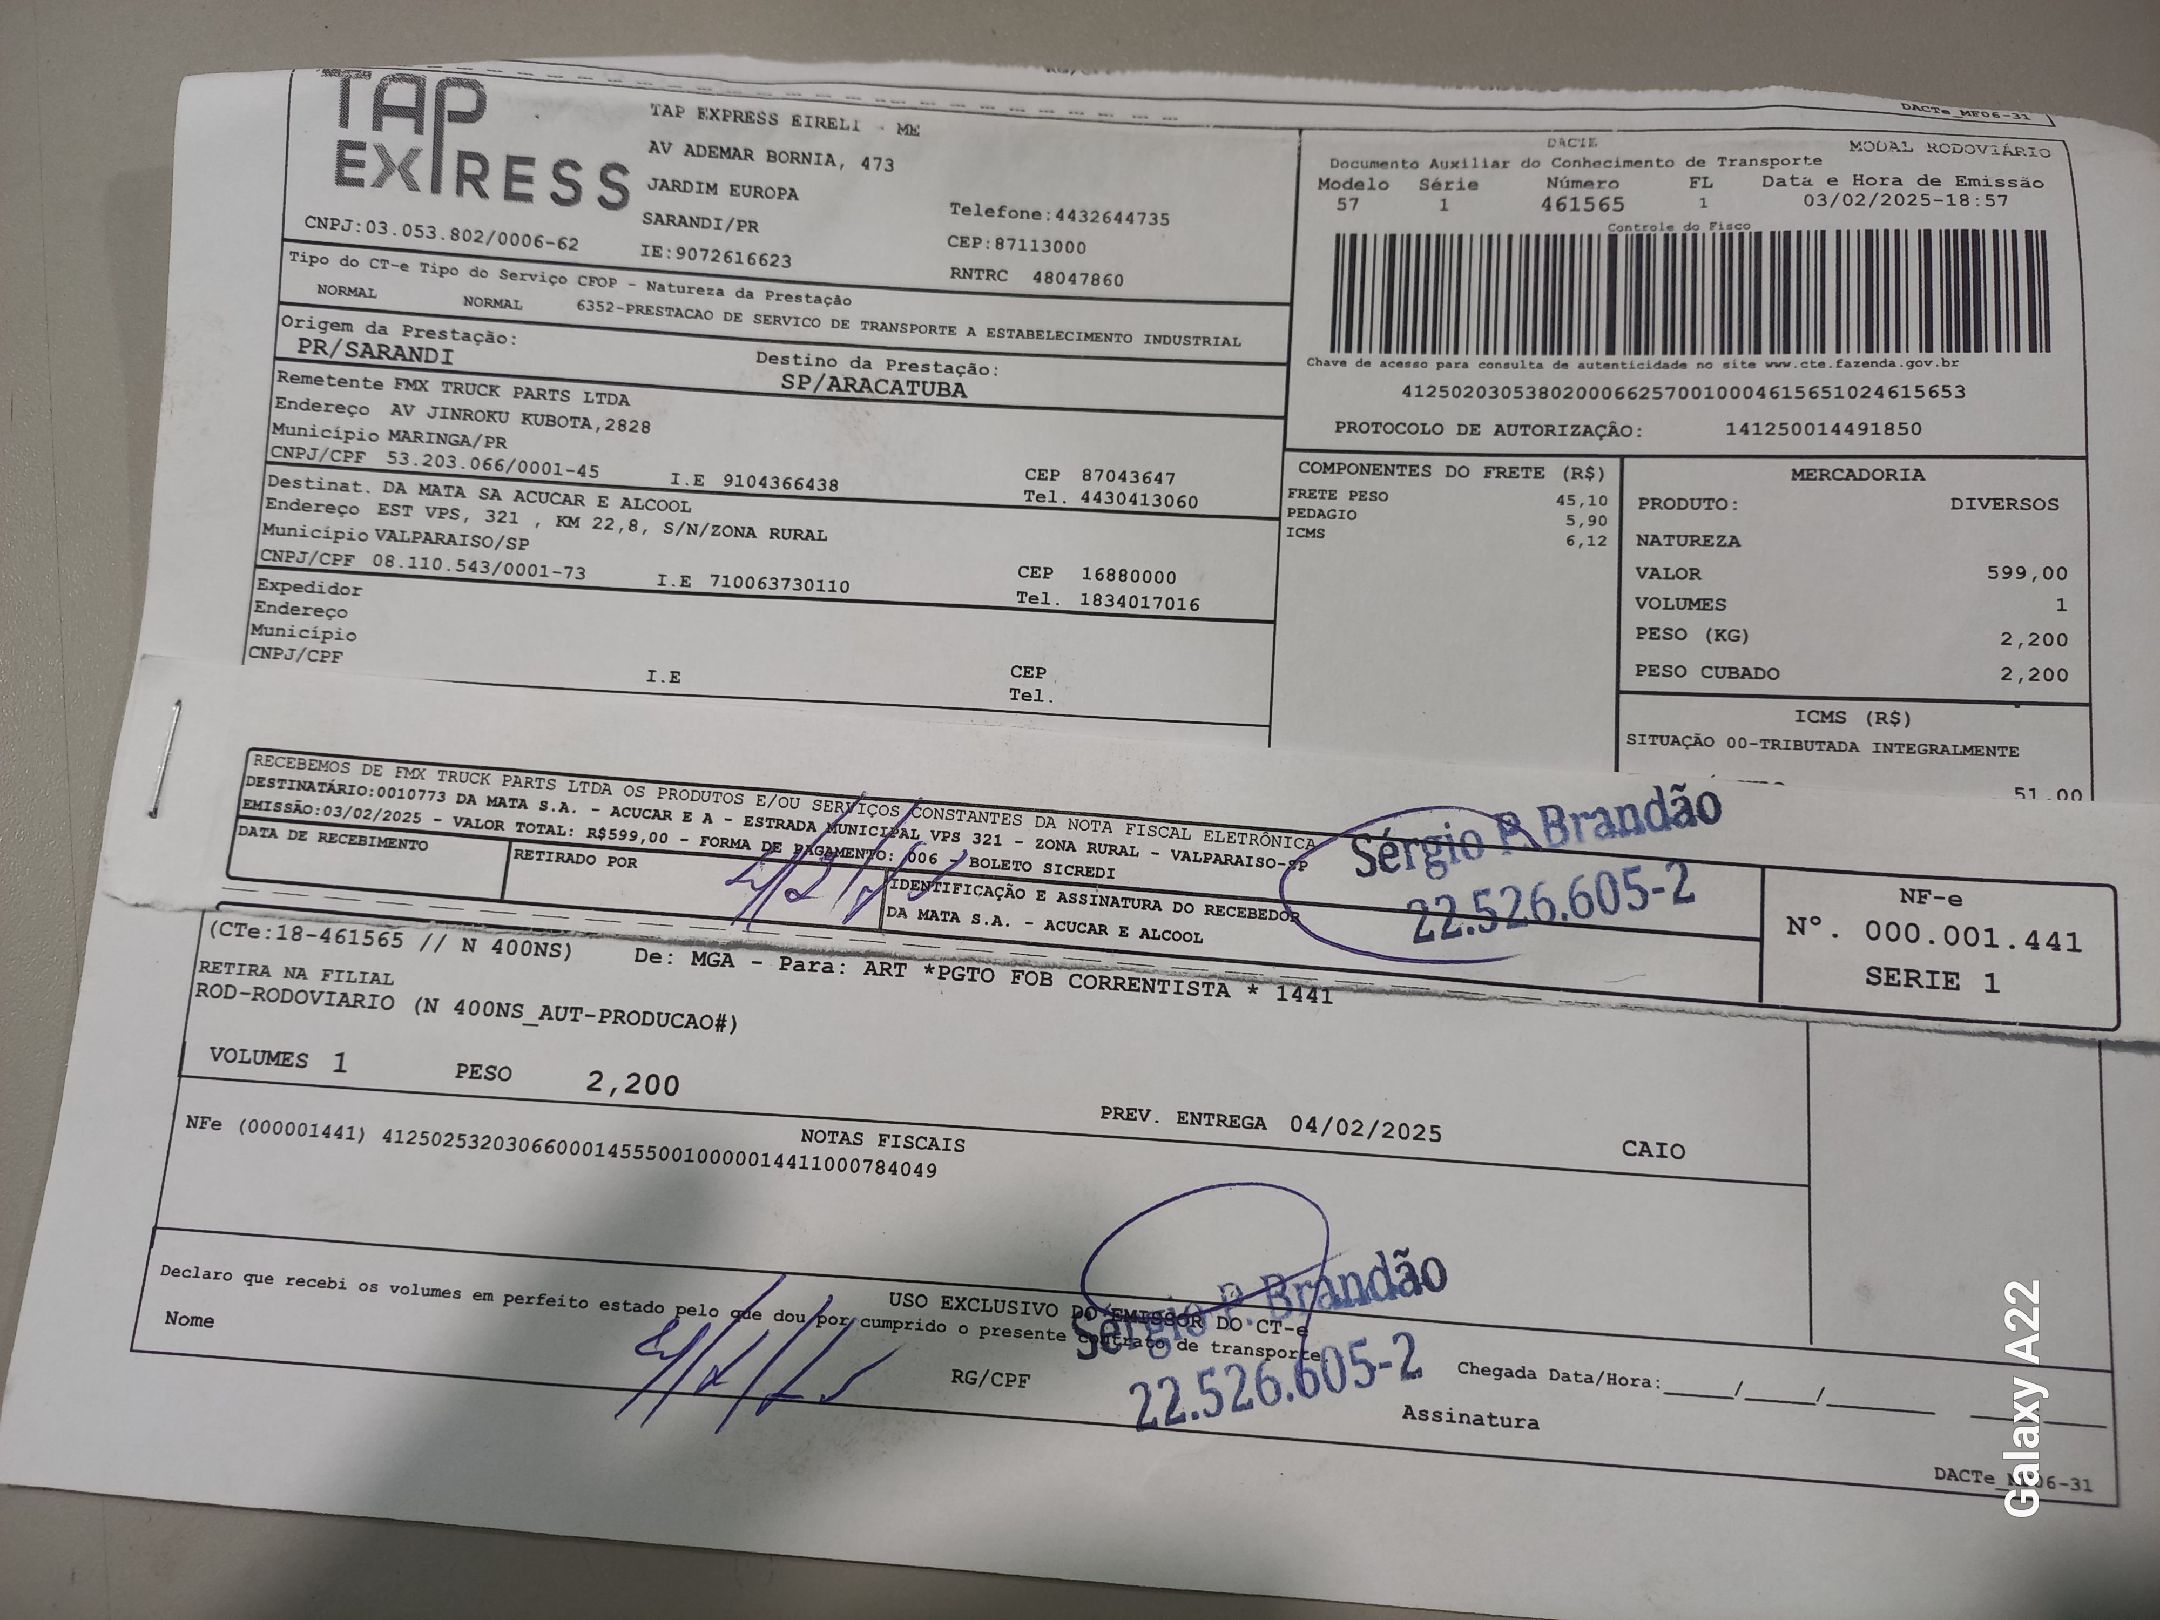 DACTe_MF06-31
TAP
EXPRESS
TAP EXPRESS EIRELI - ME
AV ADEMAR BORNIA, 473
JARDIM EUROPA
SARANDI/PR
Telefone:4432644735
CEP:87113000
CNPJ:03.053.802/0006-62
IE:9072616623
RNTRC 48047860
DACTE
MODAL RODOVIÁRIO
Documento Auxiliar do Conhecimento de Transporte
Modelo Série Número FL Data e Hora de Emissão
57 1 461565 1 03/02/2025-18:57
Controle do Fisco
Chave de acesso para consulta de autenticidade no site www.cte.fazenda.gov.br
41250203053802000662570010004615651024615653
PROTOCOLO DE AUTORIZAÇÃO: 141250014491850
Tipo do CT-e Tipo do Serviço CFOP - Natureza da Prestação
NORMAL NORMAL 6352-PRESTACAO DE SERVICO DE TRANSPORTE A ESTABELECIMENTO INDUSTRIAL
Origem da Prestação:
PR/SARANDI
Destino da Prestação:
SP/ARACATUBA
Remetente FMX TRUCK PARTS LTDA
Endereço AV JINROKU KUBOTA,2828
Município MARINGA/PR
CEP 87043647
CNPJ/CPF 53.203.066/0001-45 I.E 9104366438 Tel. 4430413060
Destinat. DA MATA SA ACUCAR E ALCOOL
Endereço EST VPS, 321 , KM 22,8, S/N/ZONA RURAL
Município VALPARAISO/SP
CEP 16880000
CNPJ/CPF 08.110.543/0001-73 I.E 710063730110 Tel. 1834017016
Expedidor
Endereço
Município
CEP
CNPJ/CPF I.E Tel.
COMPONENTES DO FRETE (R$)
FRETE PESO 45,10
PEDAGIO 5,90
ICMS 6,12
MERCADORIA
PRODUTO: DIVERSOS
NATUREZA
VALOR 599,00
VOLUMES 1
PESO (KG) 2,200
PESO CUBADO 2,200
ICMS (R$)
SITUAÇÃO 00-TRIBUTADA INTEGRALMENTE
51,00
RECEBEMOS DE FMX TRUCK PARTS LTDA OS PRODUTOS E/OU SERVIÇOS CONSTANTES DA NOTA FISCAL ELETRÔNICA
DESTINATÁRIO:0010773 DA MATA S.A. - ACUCAR E A - ESTRADA MUNICIPAL VPS 321 - ZONA RURAL - VALPARAISO-SP
EMISSÃO:03/02/2025 - VALOR TOTAL: R$599,00 - FORMA DE PAGAMENTO: 006 - BOLETO SICREDI
DATA DE RECEBIMENTO
RETIRADO POR
IDENTIFICAÇÃO E ASSINATURA DO RECEBEDOR
DA MATA S.A. - ACUCAR E ALCOOL
Sérgio P. Brandão
22.526.605-2
NF-e
Nº. 000.001.441
SERIE 1
(CTe:18-461565 // N 400NS) De: MGA - Para: ART *PGTO FOB CORRENTISTA * 1441
RETIRA NA FILIAL
ROD-RODOVIARIO (N 400NS_AUT-PRODUCAO#)
VOLUMES 1 PESO 2,200
PREV. ENTREGA 04/02/2025
CAIO
NOTAS FISCAIS
NFe (000001441) 41250253203066000145550010000014411000784049
USO EXCLUSIVO DO EMISSOR DO CT-e
Declaro que recebi os volumes em perfeito estado pelo que dou por cumprido o presente contrato de transporte.
Nome
RG/CPF
Sérgio P. Brandão
22.526.605-2
Chegada Data/Hora:_____/_____/________
Assinatura
DACTe_MF06-31
Galaxy A22